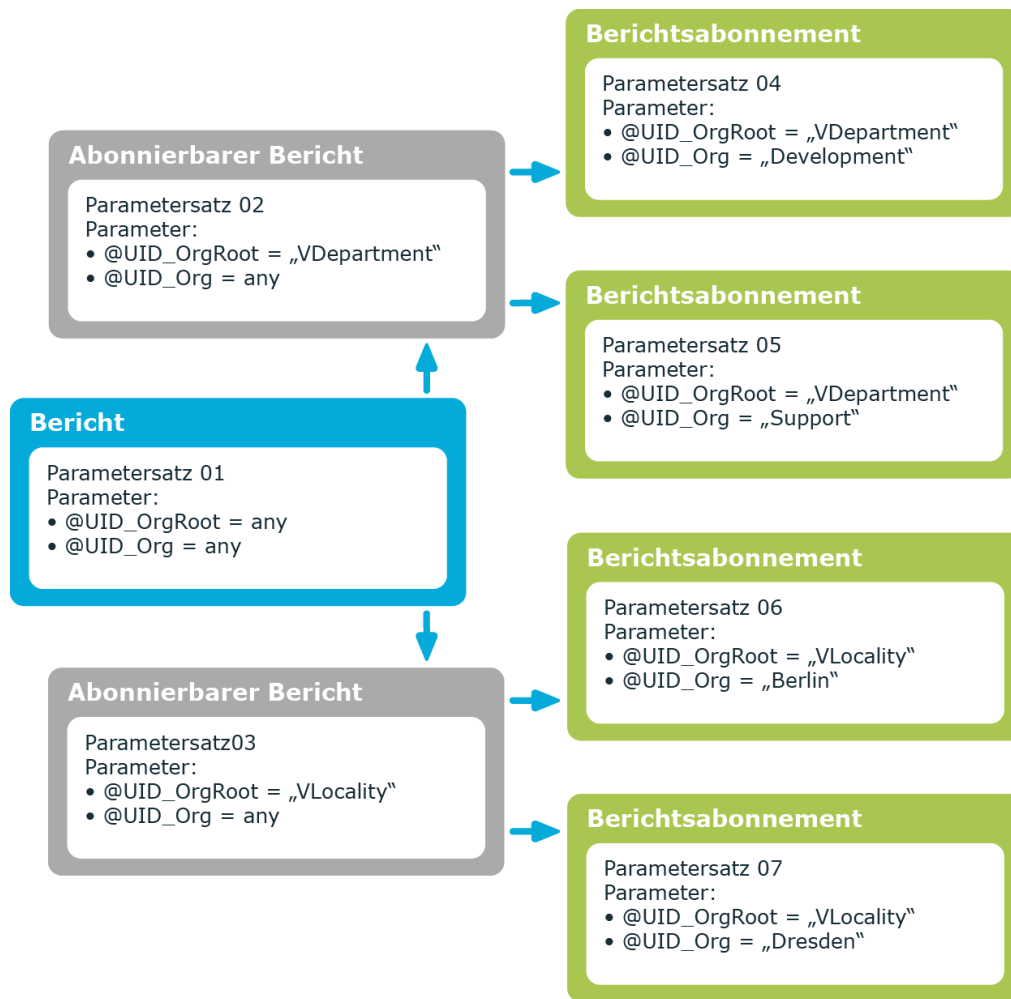 Berichtsabonnement
Parametersatz 04
Parameter:
• @UID_OrgRoot = „VDepartment“
• @UID_Org = „Development“
Abonnierbarer Bericht
Parametersatz 02
Parameter:
• @UID_OrgRoot = „VDepartment“
• @UID_Org = any
Berichtsabonnement
Parametersatz 05
Parameter:
• @UID_OrgRoot = „VDepartment“
• @UID_Org = „Support“
Bericht
Parametersatz 01
Parameter:
• @UID_OrgRoot = any
• @UID_Org = any
Berichtsabonnement
Parametersatz 06
Parameter:
• @UID_OrgRoot = „VLocality“
• @UID_Org = „Berlin“
Abonnierbarer Bericht
Parametersatz03
Parameter:
• @UID_OrgRoot = „VLocality“
• @UID_Org = any
Berichtsabonnement
Parametersatz 07
Parameter:
• @UID_OrgRoot = „VLocality“
• @UID_Org = „Dresden“